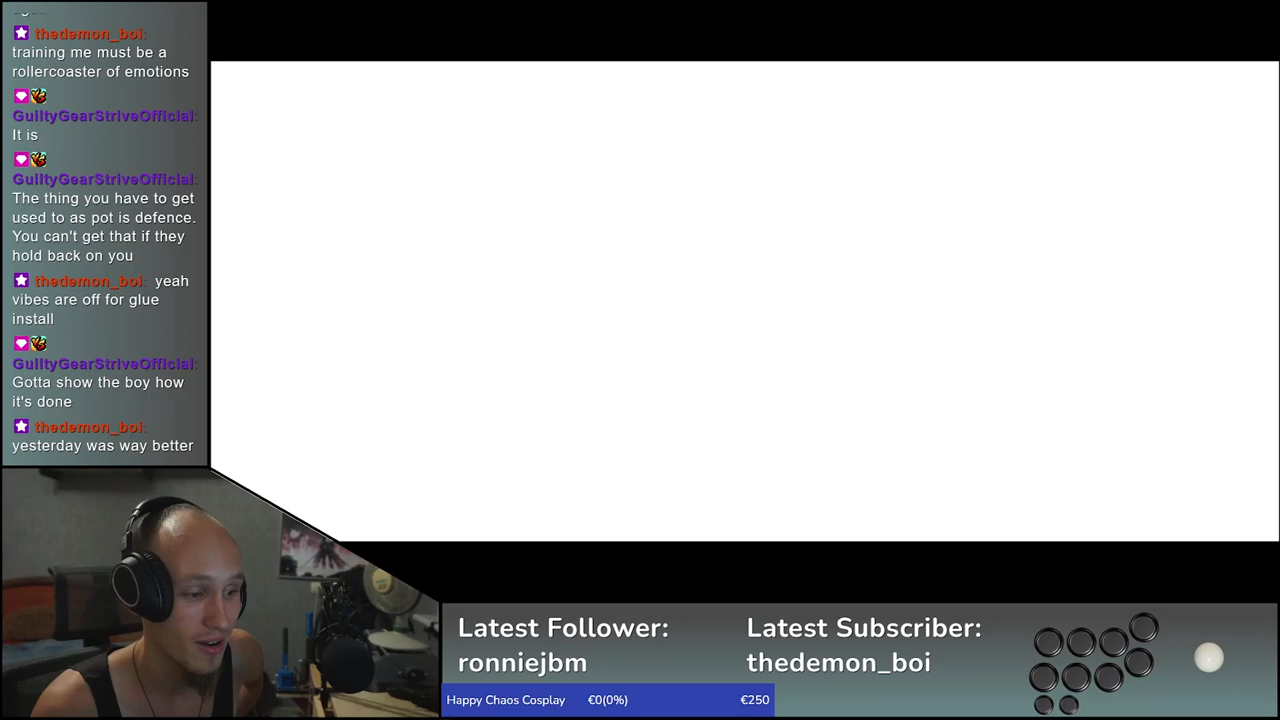 thedemon_boi:
training me must be a
rollercoaster of emotions
GuiltyGearStriveOfficial:
It is
GuiltyGearStriveOfficial:
The thing you have to get
used to as pot is defence.
You can't get that if they
hold back on you
thedemon_boi: yeah
vibes are off for glue
install
GuiltyGearStriveOfficial:
Gotta show the boy how
it's done
thedemon_boi:
yesterday was way better
Latest Follower:
ronniejbm
Latest Subscriber:
thedemon_boi
Happy Chaos Cosplay €0(0%) €250